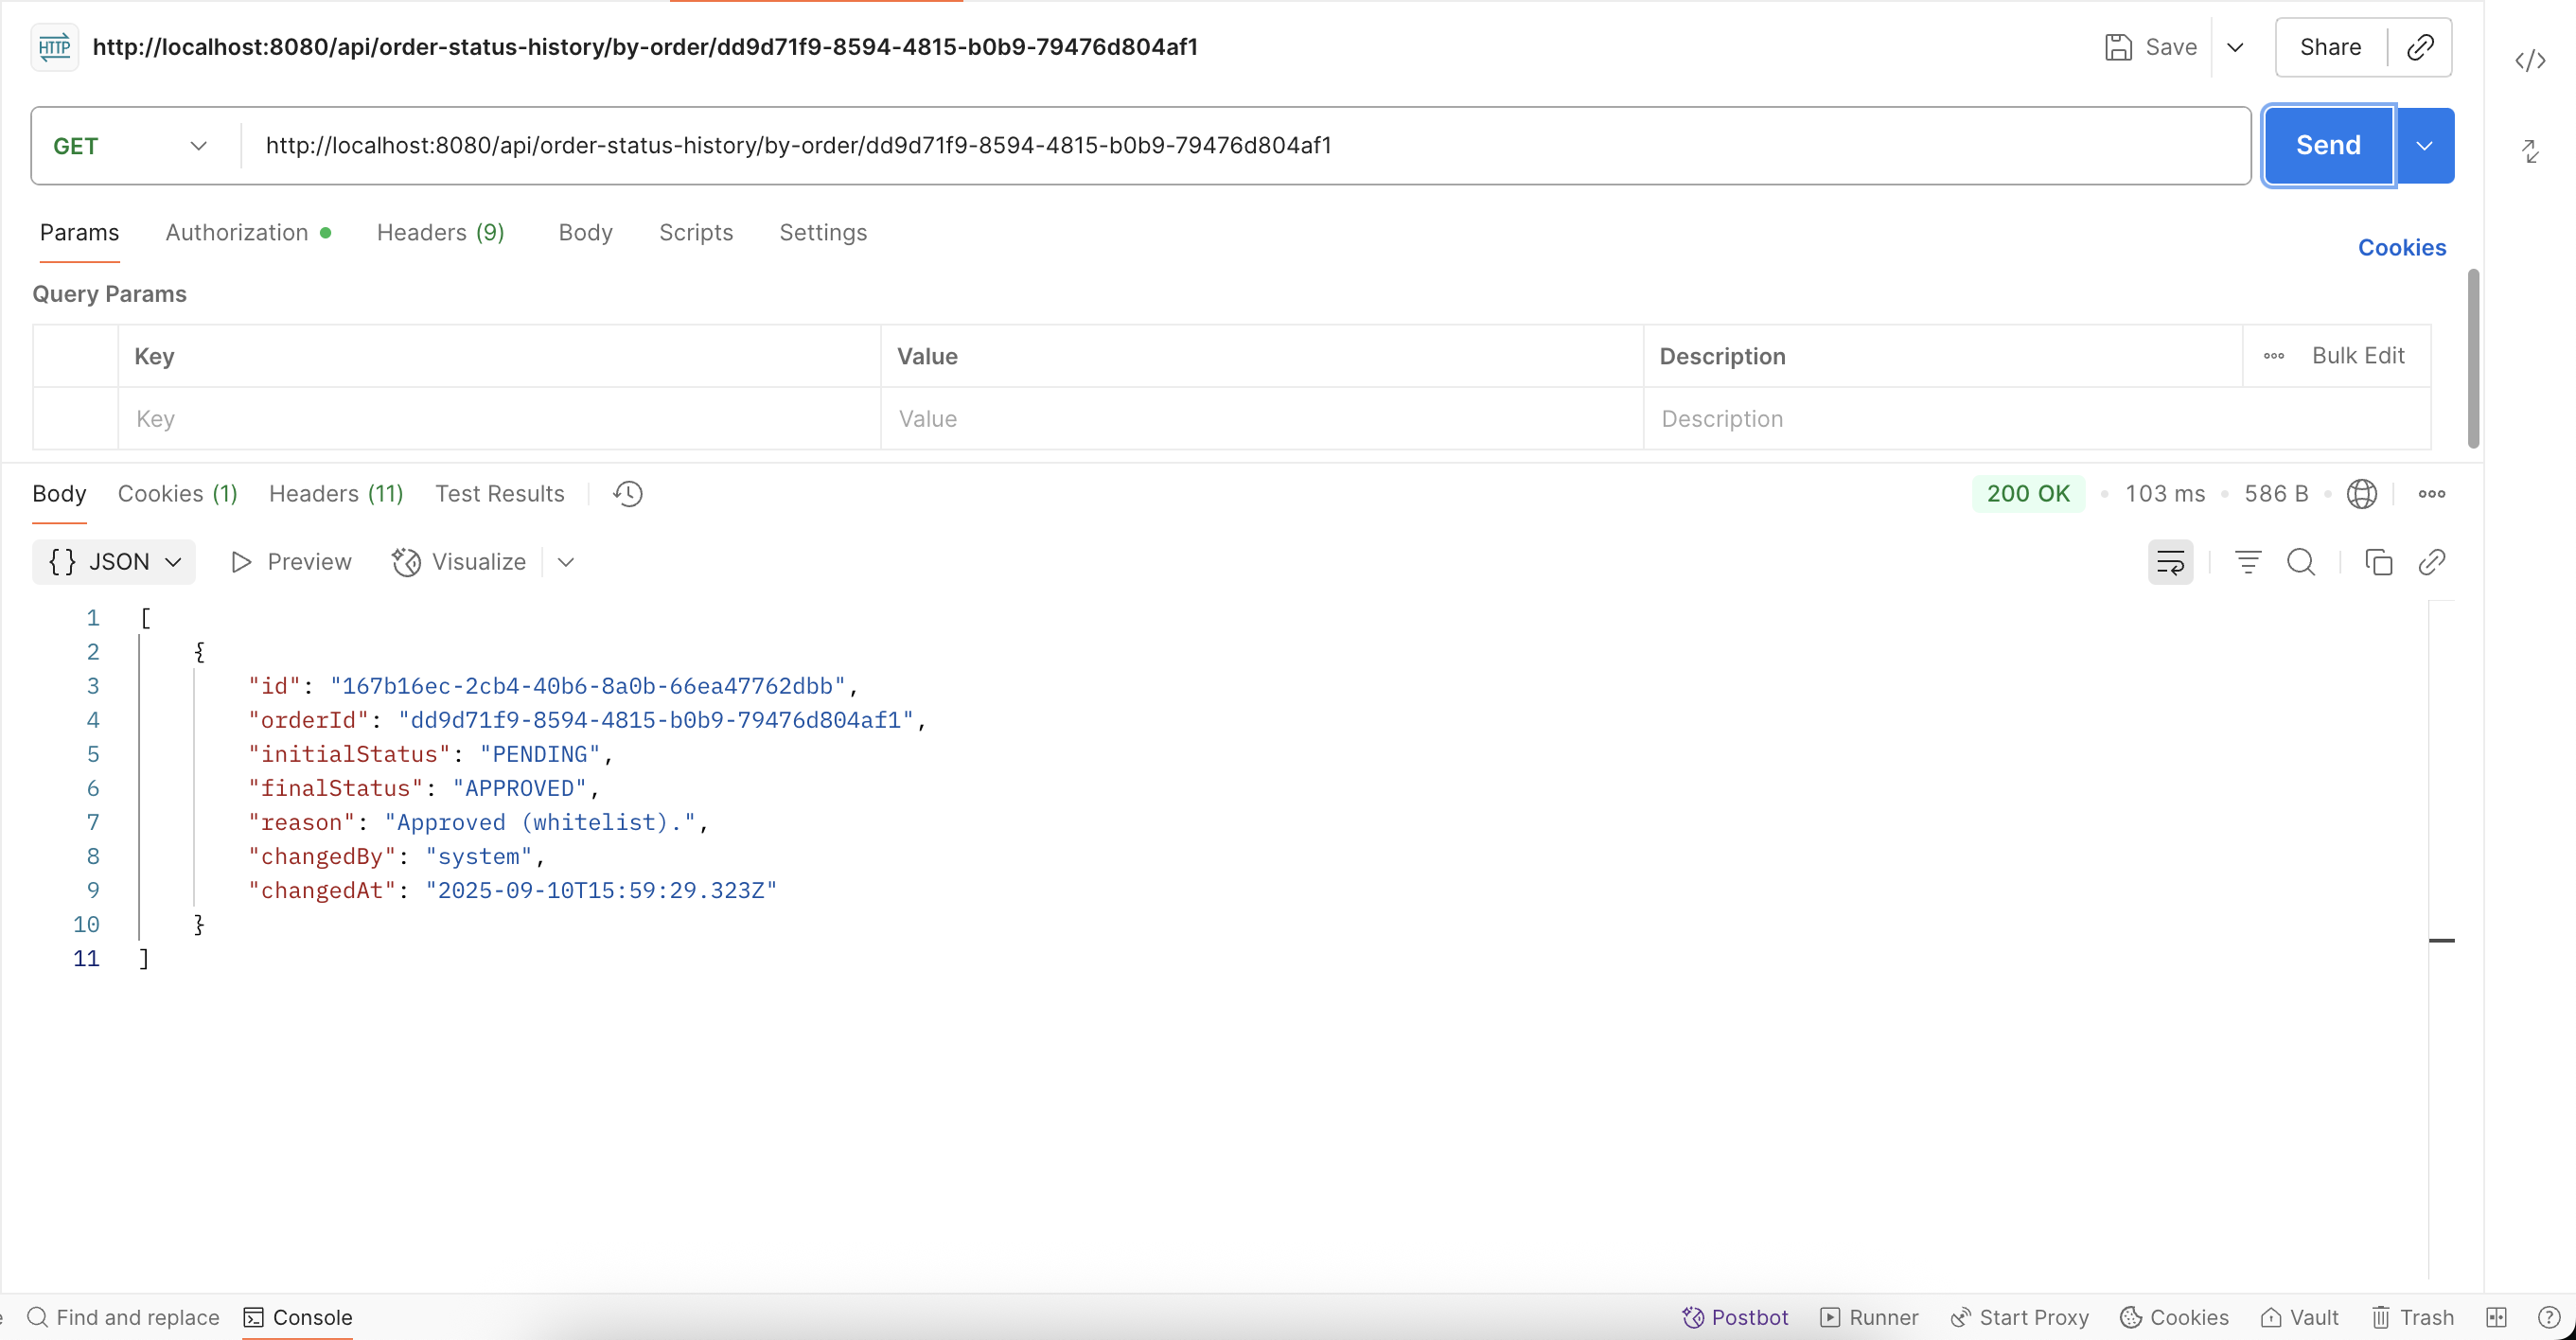 HTTP http://localhost:8080/api/order-status-history/by-order/dd9d71f9-8594-4815-b0b9-79476d804af1 Save Share
GET http://localhost:8080/api/order-status-history/by-order/dd9d71f9-8594-4815-b0b9-79476d804af1 Send
Params Authorization Headers (9) Body Scripts Settings Cookies
Query Params
Key Value Description Bulk Edit
Key Value Description
Body Cookies (1) Headers (11) Test Results 200 OK 103 ms 586 B
{} JSON Preview Visualize
1 [
2 {
3 "id": "167b16ec-2cb4-40b6-8a0b-66ea47762dbb",
4 "orderId": "dd9d71f9-8594-4815-b0b9-79476d804af1",
5 "initialStatus": "PENDING",
6 "finalStatus": "APPROVED",
7 "reason": "Approved (whitelist).",
8 "changedBy": "system",
9 "changedAt": "2025-09-10T15:59:29.323Z"
10 }
11 ]
Find and replace Console Postbot Runner Start Proxy Cookies Vault Trash